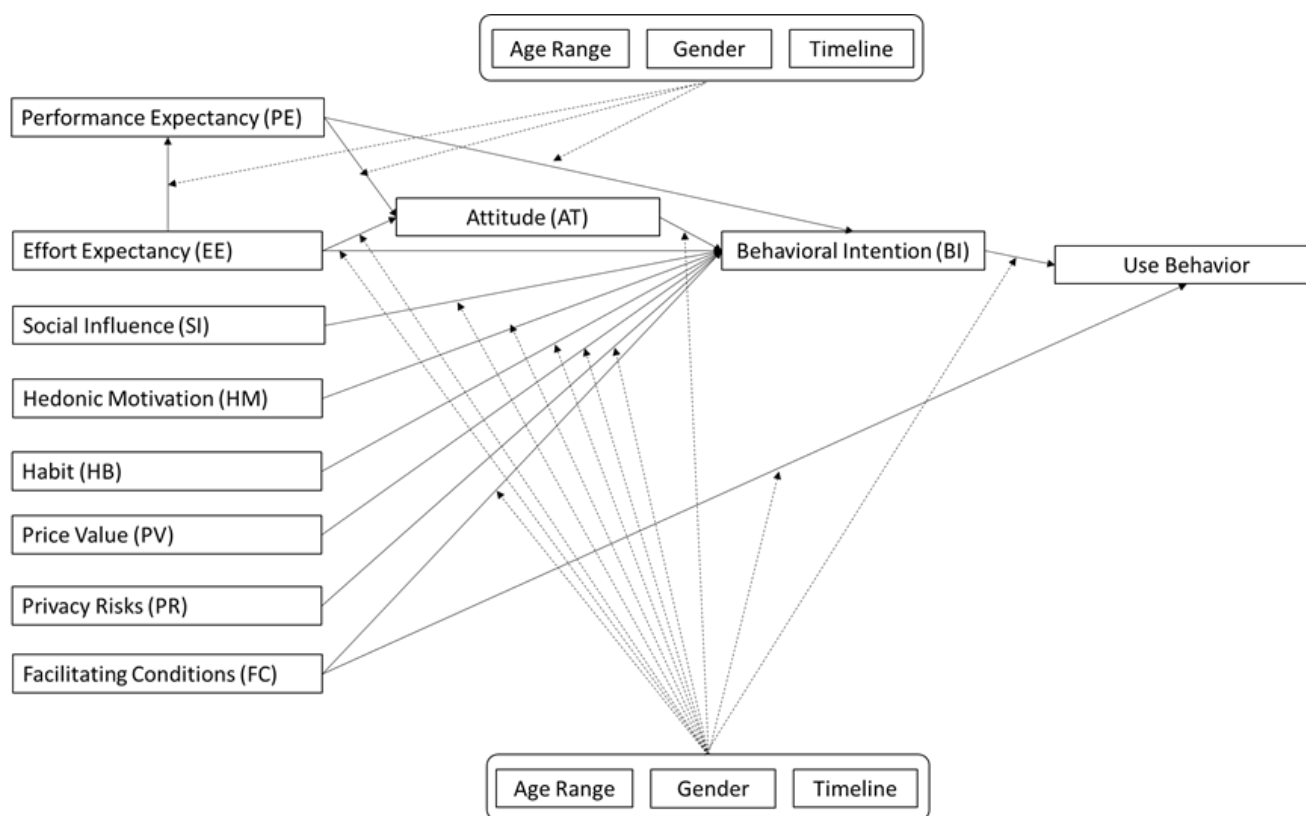 Age Range
Gender
Timeline
Performance Expectancy (PE)
Attitude (AT)
Effort Expectancy (EE)
Behavioral Intention (BI)
Use Behavior
Social Influence (SI)
Hedonic Motivation (HM)
Habit (HB)
Price Value (PV)
Privacy Risks (PR)
Facilitating Conditions (FC)
Age Range
Gender
Timeline